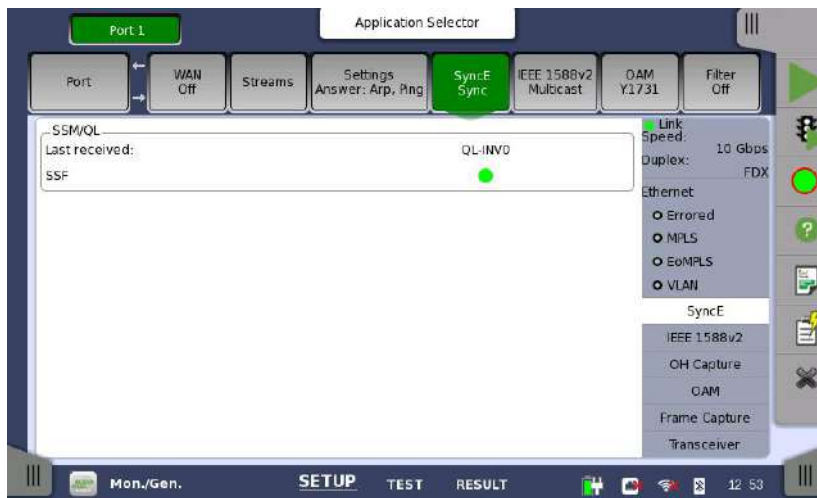 Port 1
Application Selector
Port
WAN
Off
Streams
Settings
Answer: Arp, Ping
SyncE
Sync
IEEE 1588v2
Multicast
OAM
Y1731
Filter
Off
SSM/QL
Last received: QL-INV0
SSF
Link
Speed:
10 Gbps
Duplex:
FDX
Ethernet
Errored
MPLS
EoMPLS
VLAN
SyncE
IEEE 1588v2
OH Capture
OAM
Frame Capture
Transceiver
Mon./Gen. SETUP TEST RESULT 12 53